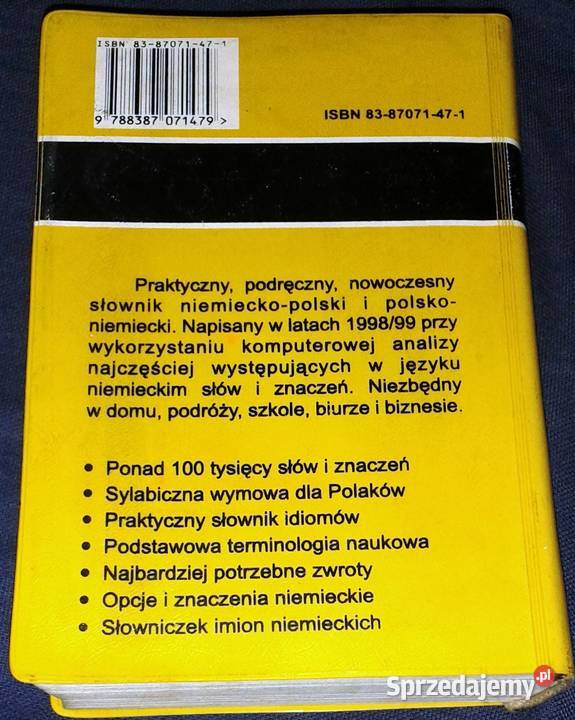 ISBN 83-87071-47-1
9 788387 071479 >
ISBN 83-87071-47-1
Praktyczny, podręczny, nowoczesny
słownik niemiecko-polski i polsko-
niemiecki. Napisany w latach 1998/99 przy
wykorzystaniu komputerowej analizy
najczęściej występujących w języku
niemieckim słów i znaczeń. Niezbędny
w domu, podróży, szkole, biurze i biznesie.
• Ponad 100 tysięcy słów i znaczeń
• Sylabiczna wymowa dla Polaków
• Praktyczny słownik idiomów
• Podstawowa terminologia naukowa
• Najbardziej potrzebne zwroty
• Opcje i znaczenia niemieckie
• Słowniczek imion niemieckich
Sprzedajemy.pl